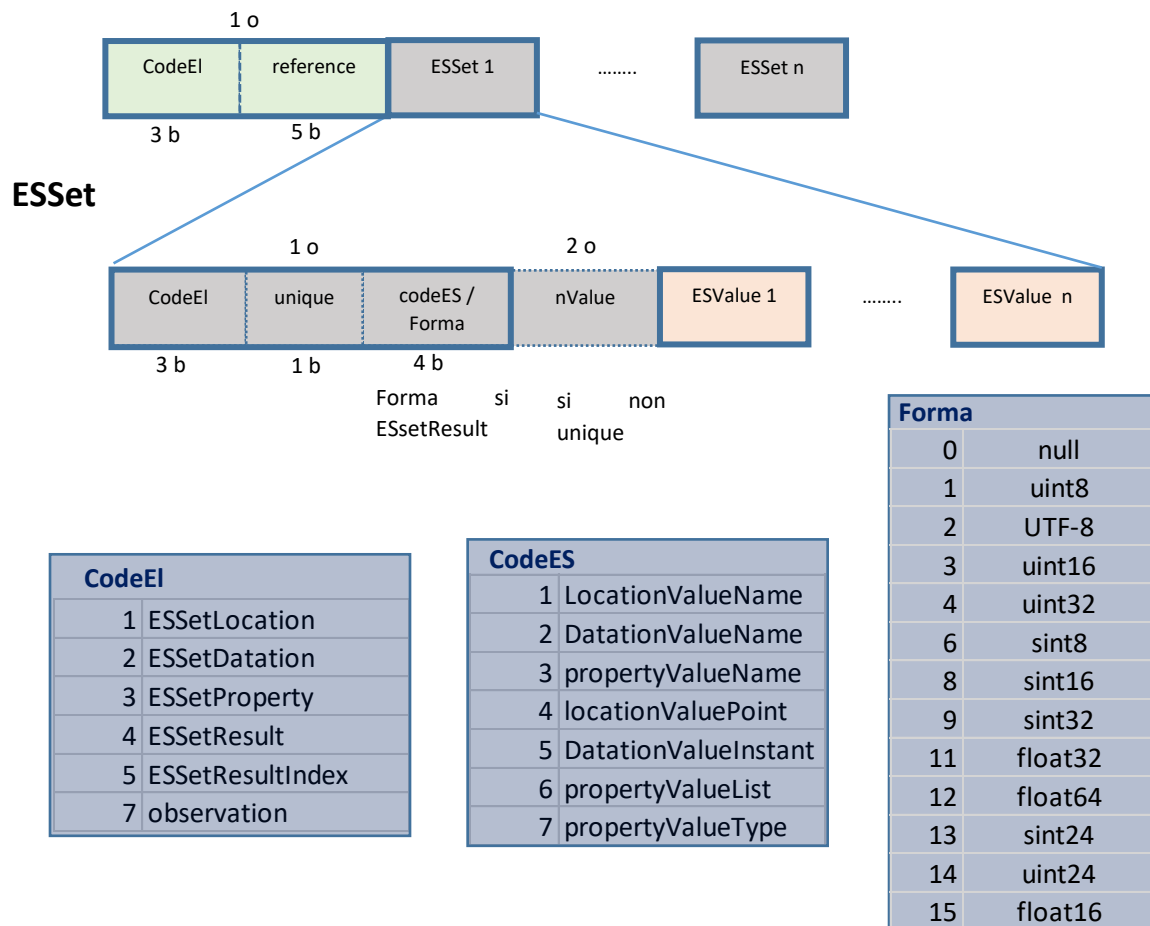 1 o
CodeEl reference ESSet 1 …….. ESSet n
3 b 5 b
ESSet
1 o 2 o
CodeEl unique codeES / nValue ESValue 1 …….. ESValue n
Forma
3 b 1 b 4 b
Forma si si non
ESsetResult unique
Forma
0 null
1 uint8
2 UTF-8
3 uint16
4 uint32
6 sint8
8 sint16
9 sint32
11 float32
12 float64
13 sint24
14 uint24
15 float16
CodeEl
1 ESSetLocation
2 ESSetDatation
3 ESSetProperty
4 ESSetResult
5 ESSetResultIndex
7 observation
CodeES
1 LocationValueName
2 DatationValueName
3 propertyValueName
4 locationValuePoint
5 DatationValueInstant
6 propertyValueList
7 propertyValueType